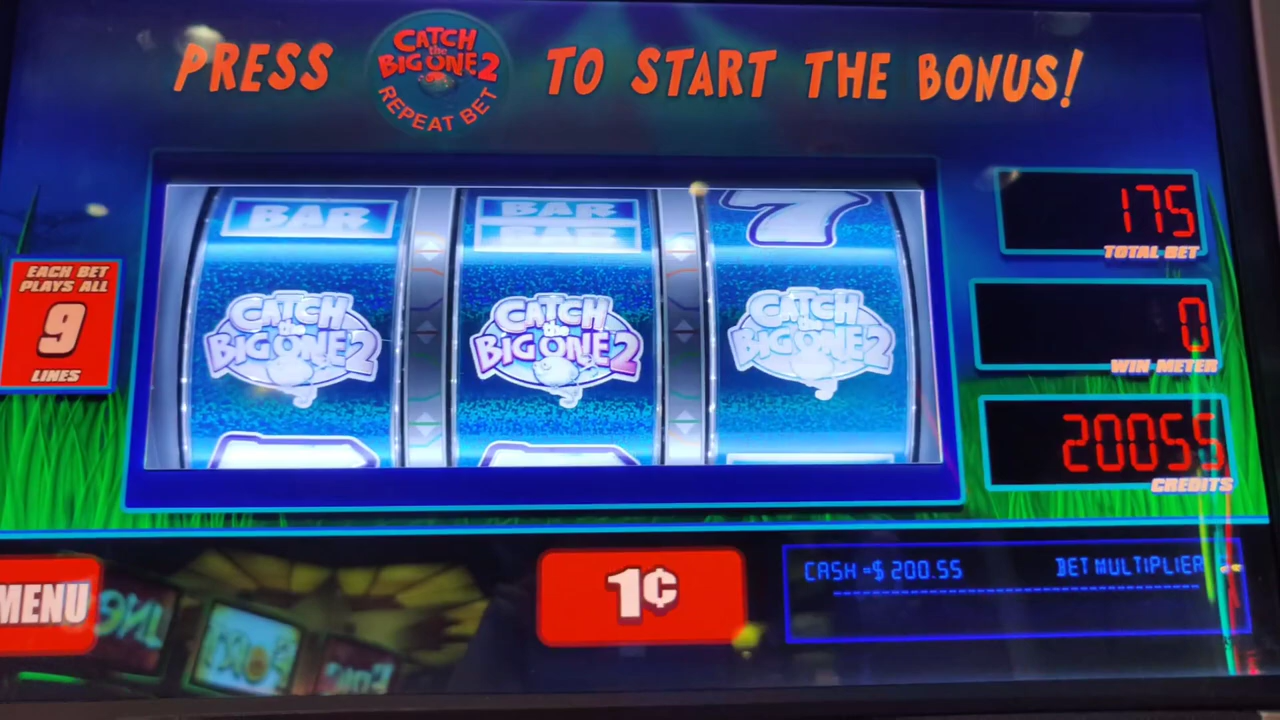 PRESS CATCH the BIG ONE 2 REPEAT BET TO START THE BONUS!
175
TOTAL BET
0
WIN METER
20055
CREDITS
EACH BET
PLAYS ALL
9
LINES
BAR
BAR
BAR
7
CATCH
the
BIG ONE 2
CATCH
the
BIG ONE 2
CATCH
the
BIG ONE 2
MENU
1¢
CASH =$ 200.55 BET MULTIPLIER